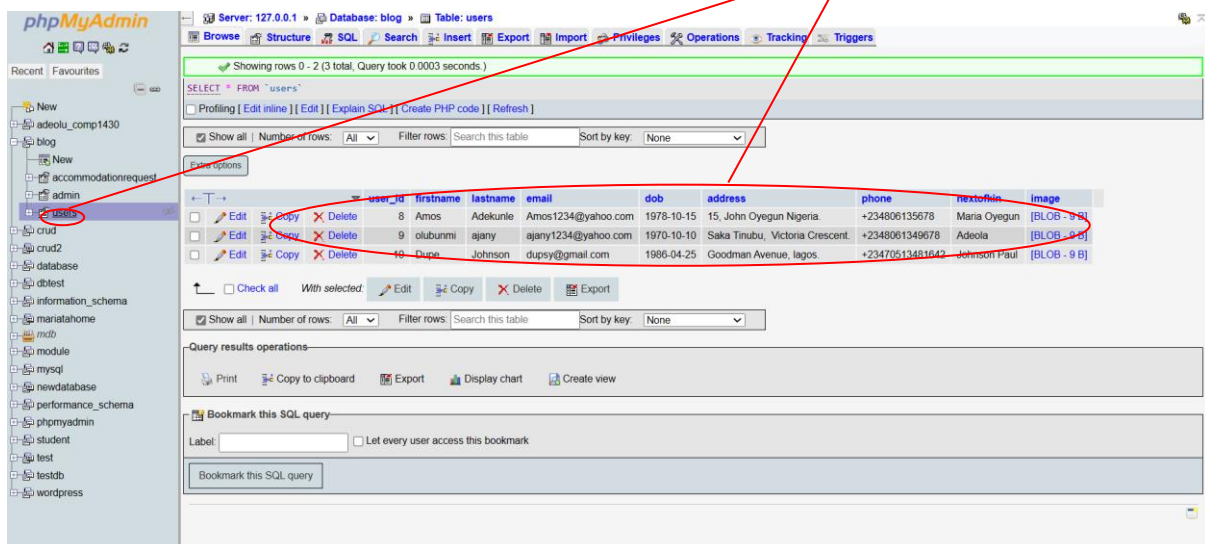 phpMyAdmin
Recent Favourites
New
adeolu_comp1430
blog
New
accommodationrequest
admin
users
crud
crud2
database
dbtest
information_schema
mariatahome
mdb
module
mysql
newdatabase
performance_schema
phpmyadmin
student
test
testdb
wordpress
Server: 127.0.0.1 » Database: blog » Table: users
Browse Structure SQL Search Insert Export Import Privileges Operations Tracking Triggers
Showing rows 0 - 2 (3 total, Query took 0.0003 seconds.)
SELECT * FROM `users`
Profiling [ Edit inline ] [ Edit ] [ Explain SQL ] [ Create PHP code ] [ Refresh ]
Show all | Number of rows: All Filter rows: Search this table Sort by key: None
Extra options
←T→ user_id firstname lastname email dob address phone nextofkin image
Edit Copy Delete 8 Amos Adekunle Amos1234@yahoo.com 1978-10-15 15, John Oyegun Nigeria. +234806135678 Maria Oyegun [BLOB - 9 B]
Edit Copy Delete 9 olubunmi ajany ajany1234@yahoo.com 1970-10-10 Saka Tinubu, Victoria Crescent. +2348061349678 Adeola [BLOB - 9 B]
Edit Copy Delete 10 Dupe Johnson dupsy@gmail.com 1986-04-25 Goodman Avenue, lagos. +23470513481642 Johnson Paul [BLOB - 9 B]
Check all With selected: Edit Copy Delete Export
Show all | Number of rows: All Filter rows: Search this table Sort by key: None
Query results operations
Print Copy to clipboard Export Display chart Create view
Bookmark this SQL query
Label: Let every user access this bookmark
Bookmark this SQL query